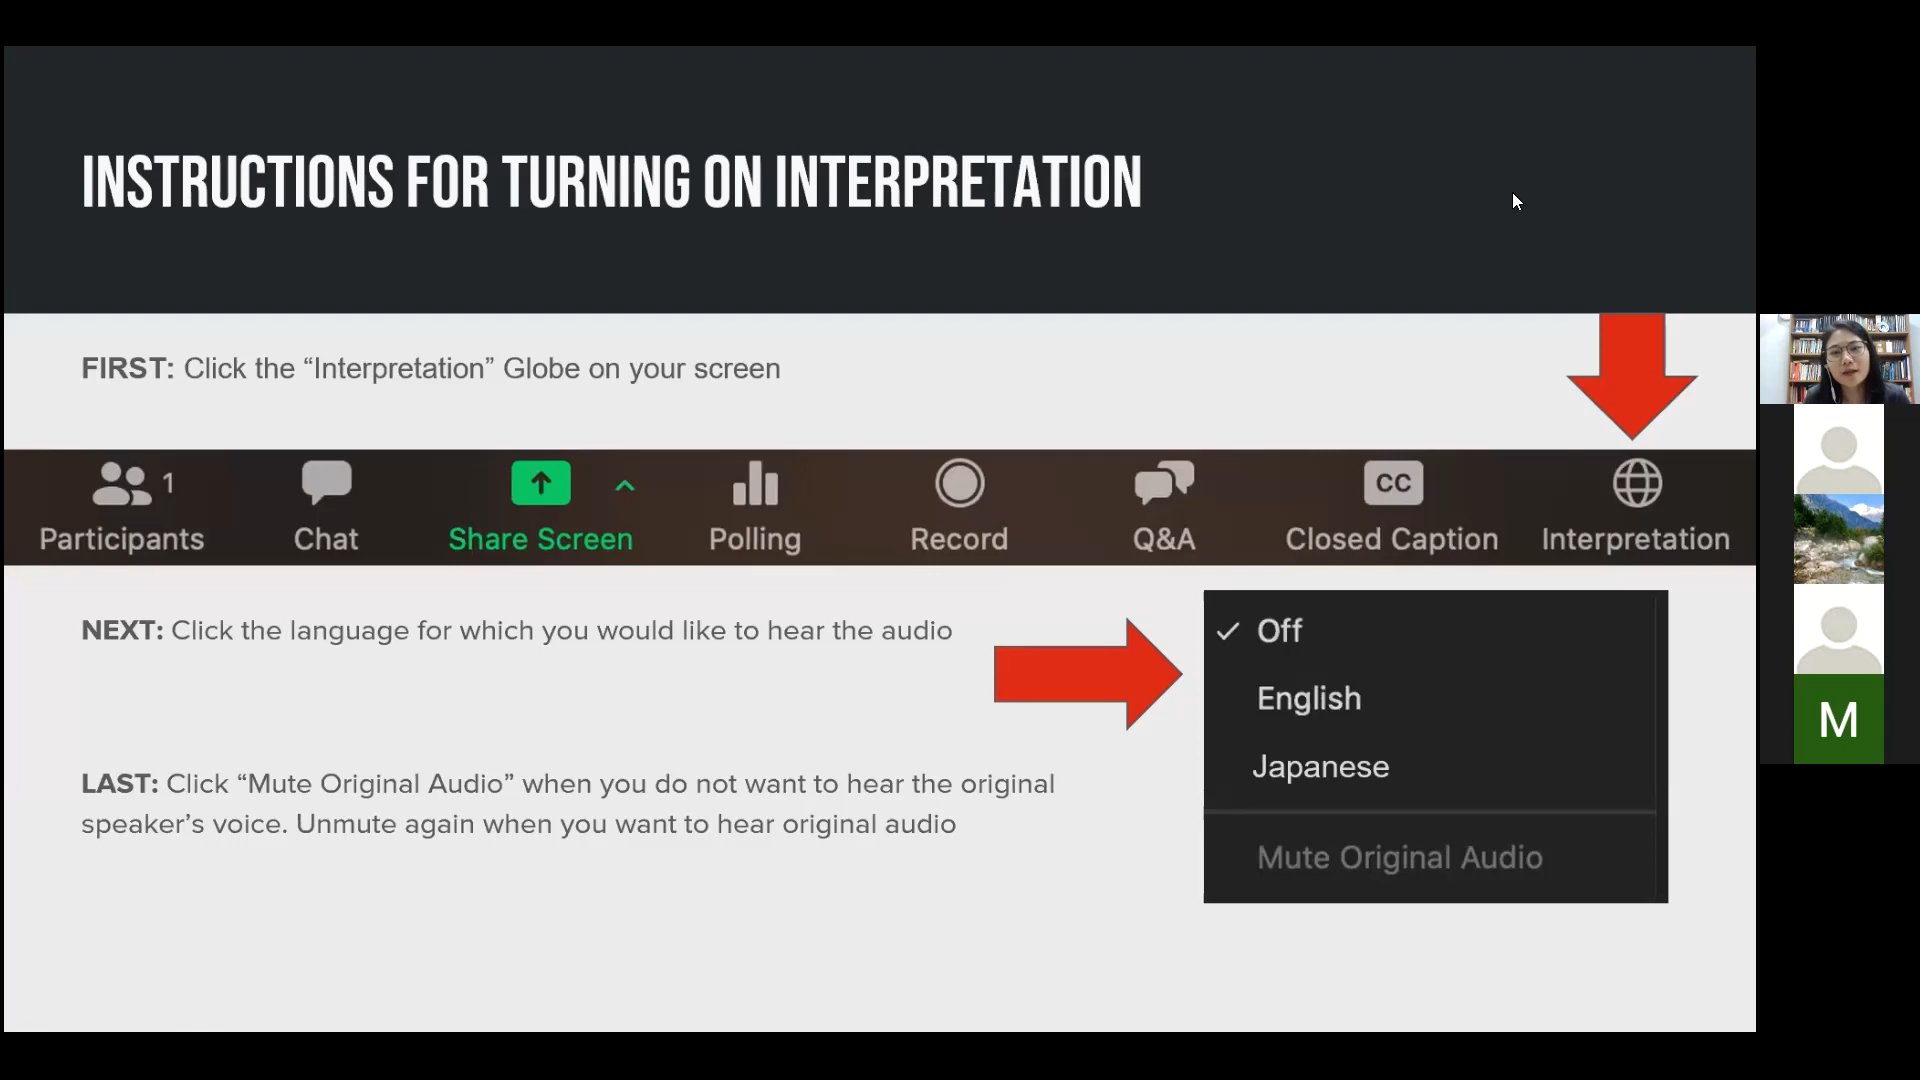 INSTRUCTIONS FOR TURNING ON INTERPRETATION
FIRST: Click the “Interpretation” Globe on your screen
1
Participants
Chat
Share Screen
Polling
Record
Q&A
CC
Closed Caption
Interpretation
NEXT: Click the language for which you would like to hear the audio
Off
English
Japanese
Mute Original Audio
LAST: Click “Mute Original Audio” when you do not want to hear the original
speaker’s voice. Unmute again when you want to hear original audio
M